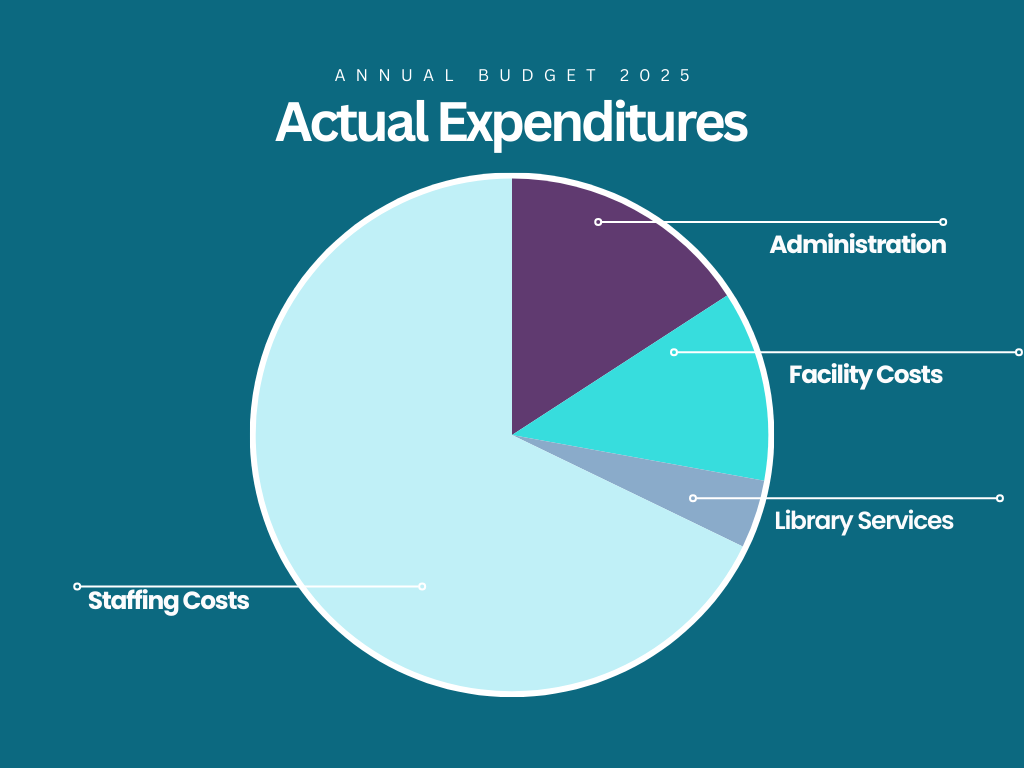 ANNUAL BUDGET 2025
Actual Expenditures
Administration
Facility Costs
Library Services
Staffing Costs